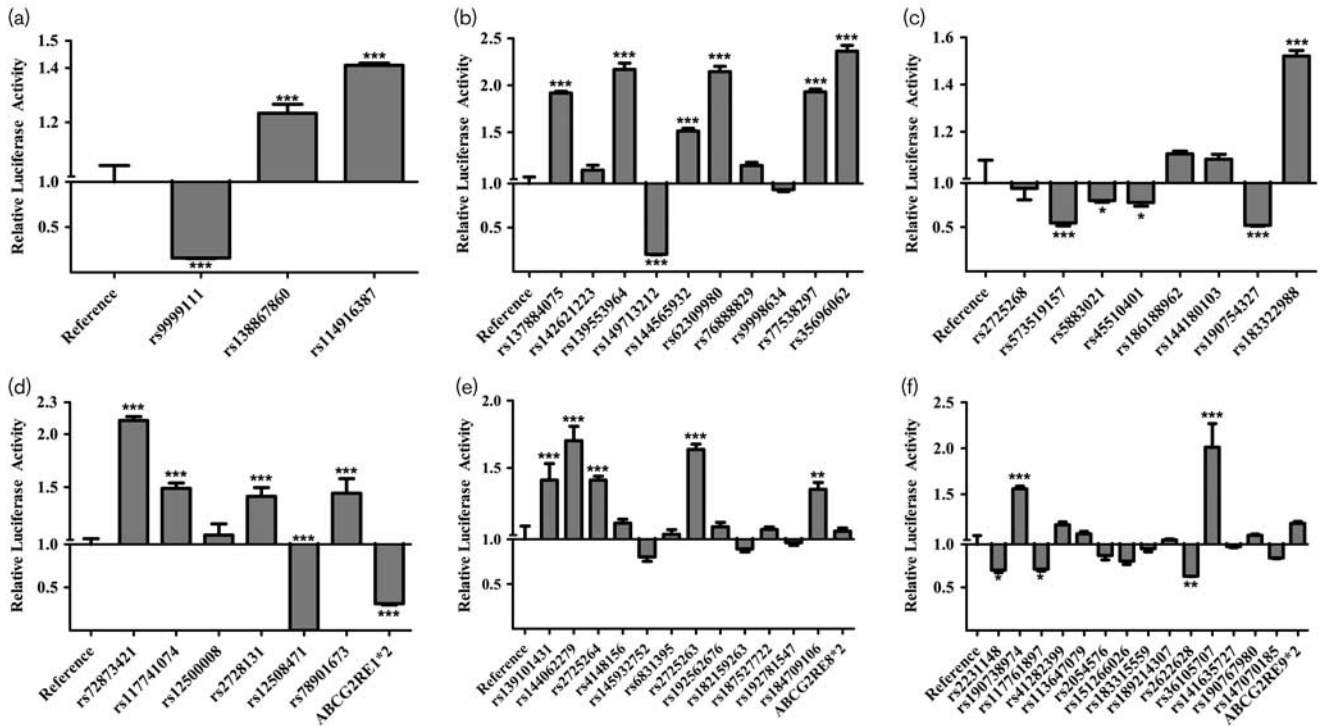 (a)
Relative Luciferase Activity
1.5
1.4
1.2
1.0
0.5
***
***
***
Reference
rs9999111
rs138867860
rs114916387
(b)
Relative Luciferase Activity
2.5
2.0
1.5
1.0
0.5
***
***
***
***
***
***
***
Reference
rs137884075
rs142621223
rs139553964
rs149713212
rs144565932
rs62309980
rs76888829
rs9998634
rs77538297
rs35696062
(c)
Relative Luciferase Activity
1.6
1.2
1.0
0.5
***
*
*
***
***
Reference
rs2725268
rs573519157
rs5883021
rs45510401
rs186188962
rs144180103
rs190754327
rs183322988
(d)
Relative Luciferase Activity
2.3
2.0
1.5
1.0
0.5
***
***
***
***
***
***
Reference
rs72873421
rs117741074
rs12500008
rs2728131
rs12508471
rs78901673
ABCG2RE1*2
(e)
Relative Luciferase Activity
2.0
1.5
1.0
0.5
***
***
***
***
**
Reference
rs139101431
rs144062279
rs2725264
rs4148156
rs145932752
rs6831395
rs2725263
rs192562676
rs182159263
rs187527722
rs192781547
rs184709106
ABCG2RE8*2
(f)
Relative Luciferase Activity
2.5
2.0
1.5
1.0
0.5
*
***
*
**
***
Reference
rs2231148
rs190738974
rs117761897
rs41282399
rs113647079
rs2054576
rs151266026
rs183315559
rs189214307
rs2622628
rs36105707
rs141635727
rs190767980
rs147070185